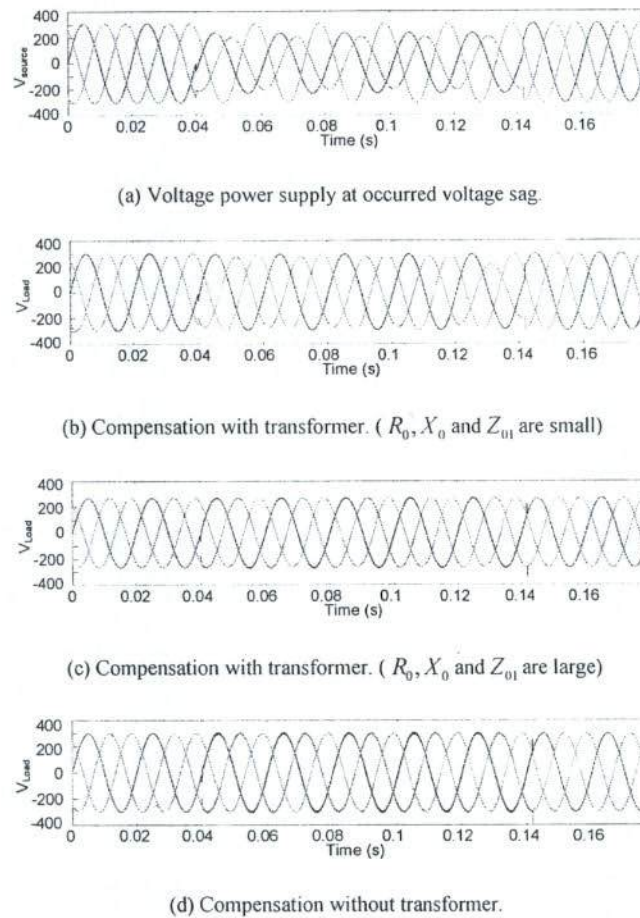 400
200
0
-200
-400
V_source
0 0.02 0.04 0.06 0.08 0.1 0.12 0.14 0.16
Time (s)
(a) Voltage power supply at occurred voltage sag.
400
200
0
-200
-400
V_Load
0 0.02 0.04 0.06 0.08 0.1 0.12 0.14 0.16
Time (s)
(b) Compensation with transformer. ( R_0, X_0 and Z_01 are small)
400
200
0
-200
-400
V_Load
0 0.02 0.04 0.06 0.08 0.1 0.12 0.14 0.16
Time (s)
(c) Compensation with transformer. ( R_0, X_0 and Z_01 are large)
400
200
0
-200
-400
V_Load
0 0.02 0.04 0.06 0.08 0.1 0.12 0.14 0.16
Time (s)
(d) Compensation without transformer.